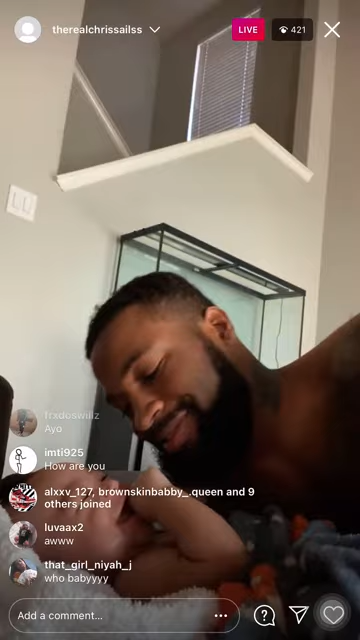 therealchrissailss
LIVE
421
frxdoswillz
Ayo
imti925
How are you
alxxv_127, brownskinbabby_.queen and 9
others joined
luvaax2
awww
that_girl_niyah_j
who babyyyy
Add a comment...